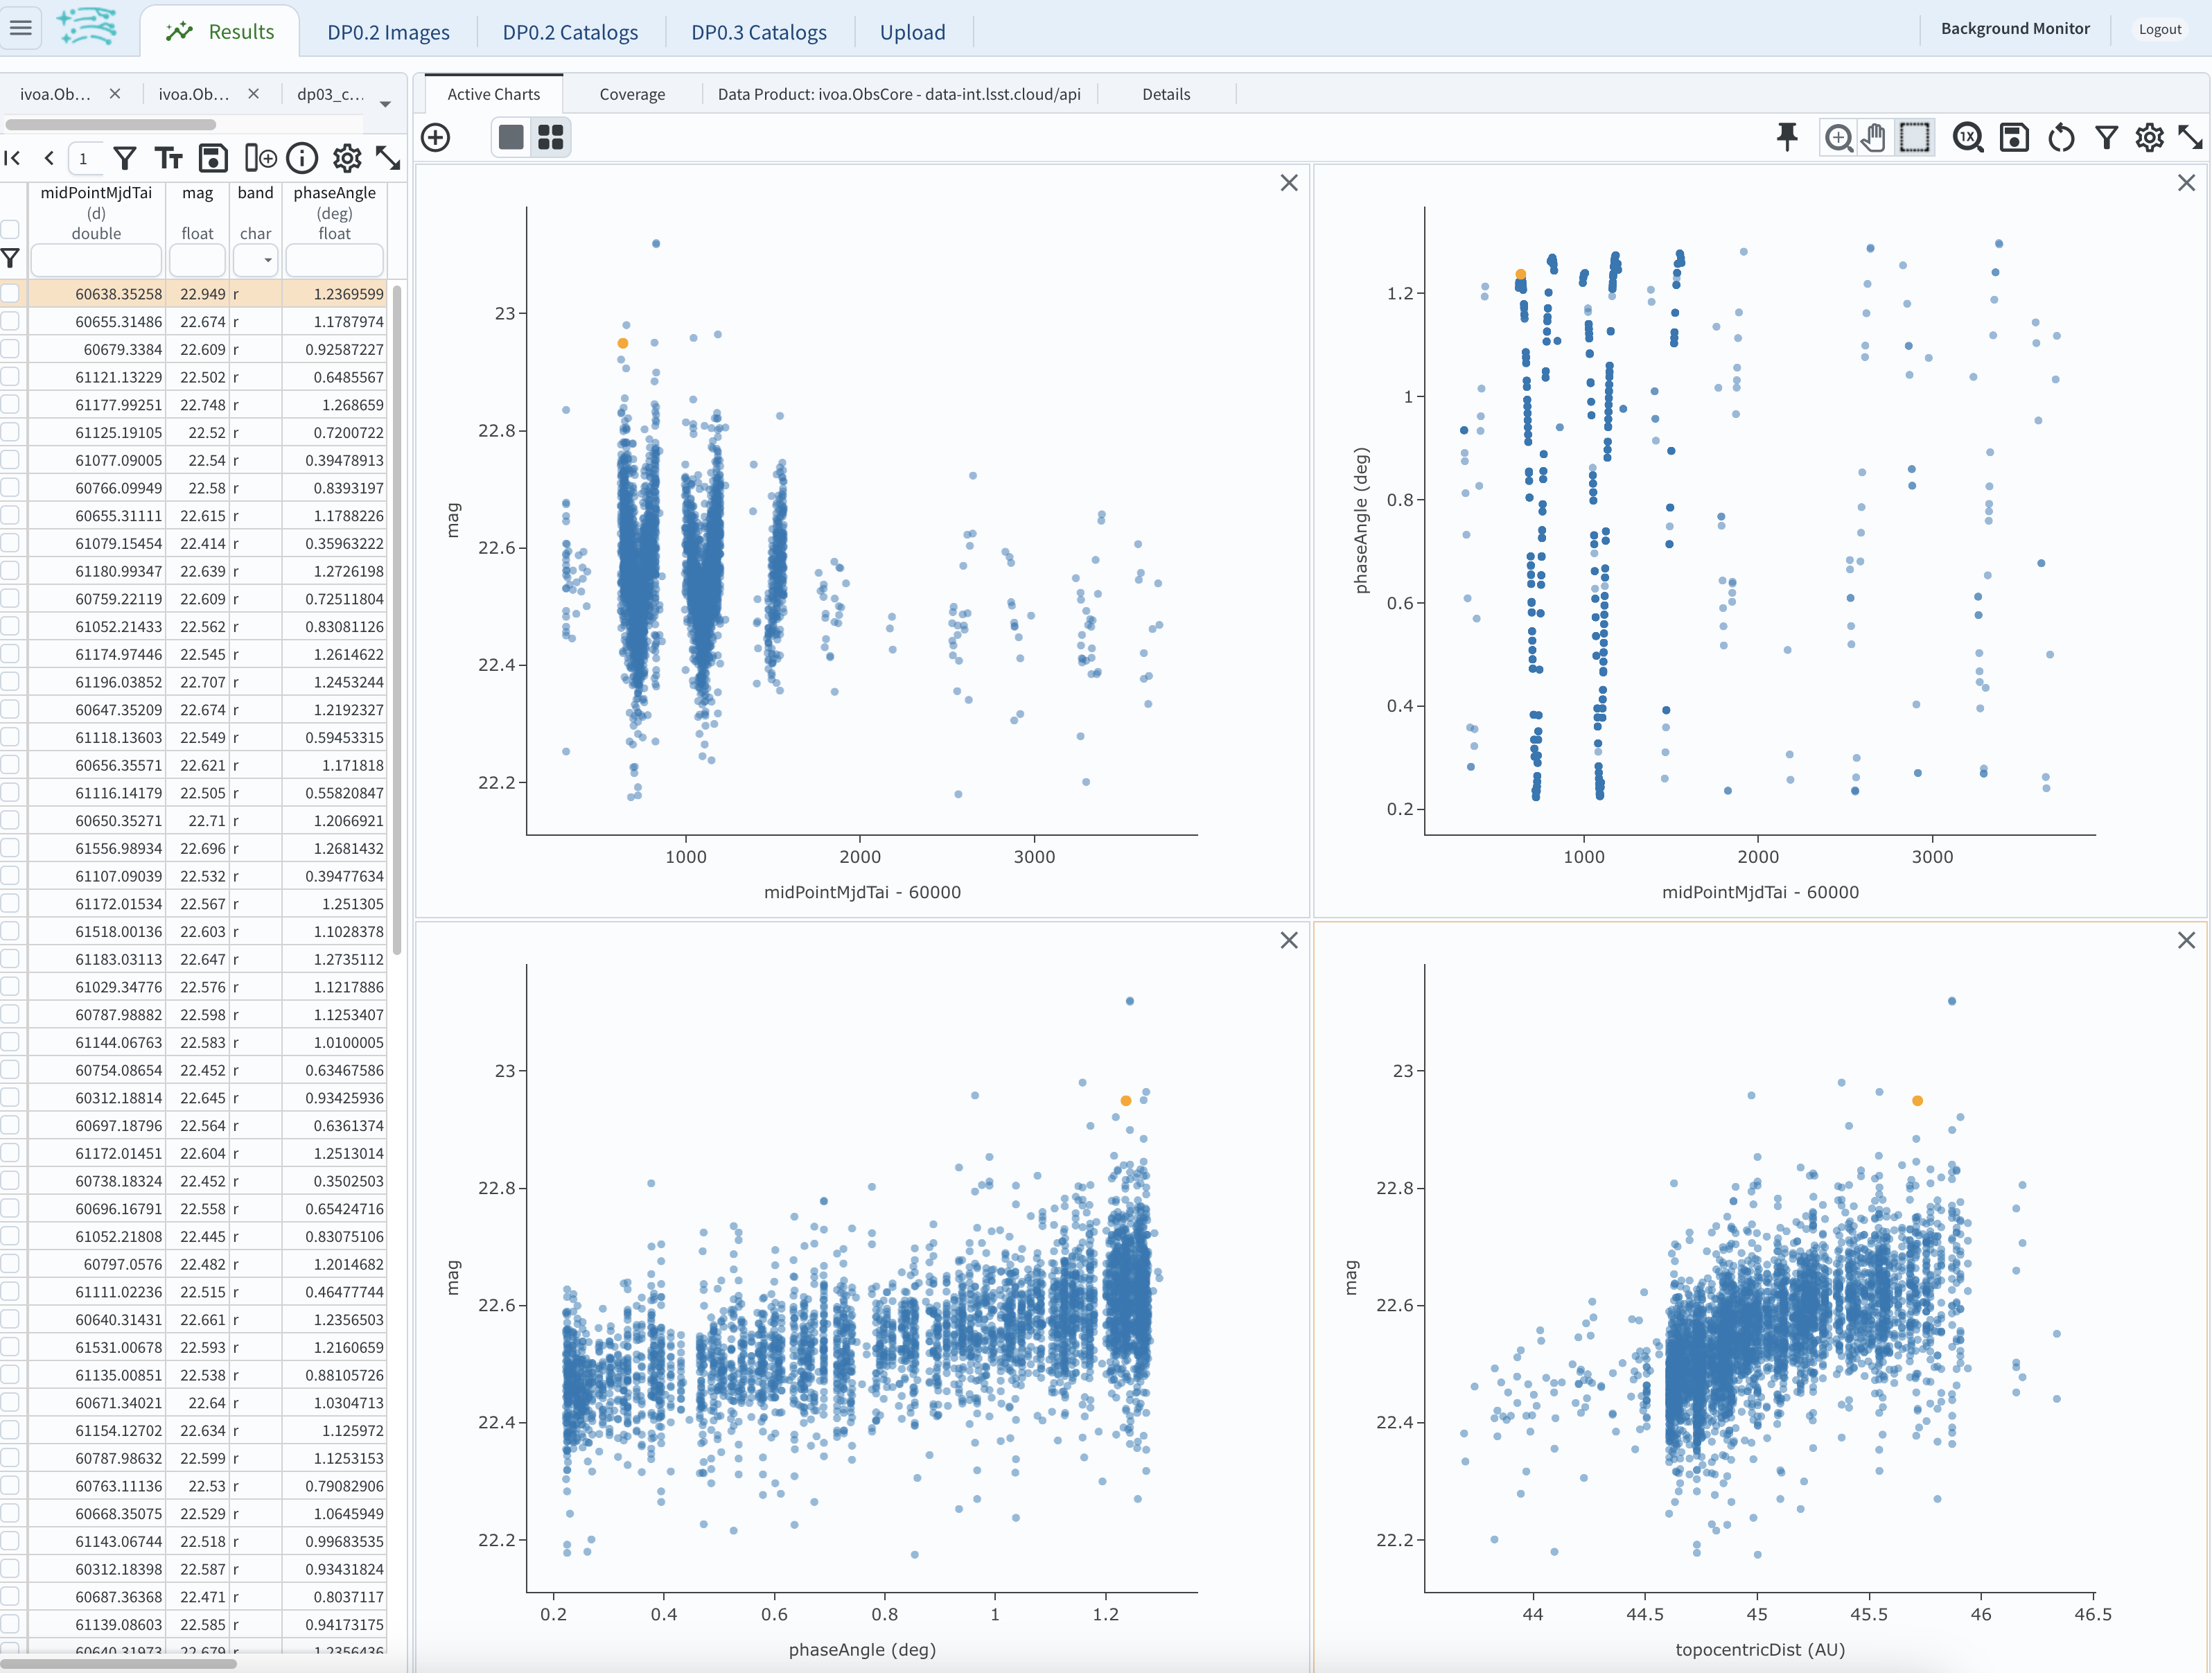 Results
DP0.2 Images
DP0.2 Catalogs
DP0.3 Catalogs
Upload
Background Monitor
Logout
ivoa.Ob...
ivoa.Ob...
dp03_c...
Active Charts
Coverage
Data Product: ivoa.ObsCore - data-int.lsst.cloud/api
Details
1
1X
midPointMjdTai mag band phaseAngle
(d) (deg)
double float char float
60638.35258 22.949 r 1.2369599
60655.31486 22.674 r 1.1787974
60679.3384 22.609 r 0.92587227
61121.13229 22.502 r 0.6485567
61177.99251 22.748 r 1.268659
61125.19105 22.52 r 0.7200722
61077.09005 22.54 r 0.39478913
60766.09949 22.58 r 0.8393197
60655.31111 22.615 r 1.1788226
61079.15454 22.414 r 0.35963222
61180.99347 22.639 r 1.2726198
60759.22119 22.609 r 0.72511804
61052.21433 22.562 r 0.83081126
61174.97446 22.545 r 1.2614622
61196.03852 22.707 r 1.2453244
60647.35209 22.674 r 1.2192327
61118.13603 22.549 r 0.59453315
60656.35571 22.621 r 1.171818
61116.14179 22.505 r 0.55820847
60650.35271 22.71 r 1.2066921
61556.98934 22.696 r 1.2681432
61107.09039 22.532 r 0.39477634
61172.01534 22.567 r 1.251305
61518.00136 22.603 r 1.1028378
61183.03113 22.647 r 1.2735112
61029.34776 22.576 r 1.1217886
60787.98882 22.598 r 1.1253407
61144.06763 22.583 r 1.0100005
60754.08654 22.452 r 0.63467586
60312.18814 22.645 r 0.93425936
60697.18796 22.564 r 0.6361374
61172.01451 22.604 r 1.2513014
60738.18324 22.452 r 0.3502503
60696.16791 22.558 r 0.65424716
61052.21808 22.445 r 0.83075106
60797.0576 22.482 r 1.2014682
61111.02236 22.515 r 0.46477744
60640.31431 22.661 r 1.2356503
61531.00678 22.593 r 1.2160659
61135.00851 22.538 r 0.88105726
60671.34021 22.64 r 1.0304713
61154.12702 22.634 r 1.125972
60787.98632 22.599 r 1.1253153
60763.11136 22.53 r 0.79082906
60668.35075 22.529 r 1.0645949
61143.06744 22.518 r 0.99683535
60312.18398 22.587 r 0.93431824
60687.36368 22.471 r 0.8037117
61139.08603 22.585 r 0.94173175
60640.31973 22.679 r 1.2356436
23
22.8
22.6
22.4
22.2
mag
1000 2000 3000
midPointMjdTai - 60000
1.2
1
0.8
0.6
0.4
0.2
phaseAngle (deg)
1000 2000 3000
midPointMjdTai - 60000
23
22.8
22.6
22.4
22.2
mag
0.2 0.4 0.6 0.8 1 1.2
phaseAngle (deg)
23
22.8
22.6
22.4
22.2
mag
44 44.5 45 45.5 46 46.5
topocentricDist (AU)